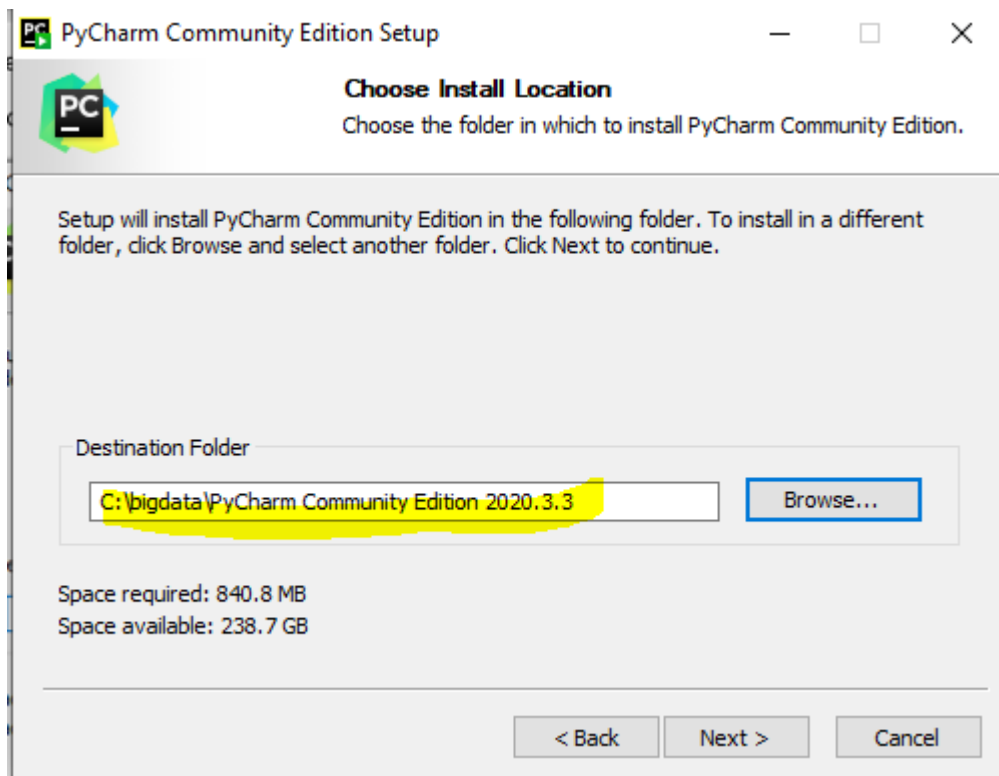 PC PyCharm Community Edition Setup
PC
Choose Install Location
Choose the folder in which to install PyCharm Community Edition.
Setup will install PyCharm Community Edition in the following folder. To install in a different
folder, click Browse and select another folder. Click Next to continue.
Destination Folder
C:\bigdata\PyCharm Community Edition 2020.3.3
Browse...
Space required: 840.8 MB
Space available: 238.7 GB
< Back
Next >
Cancel